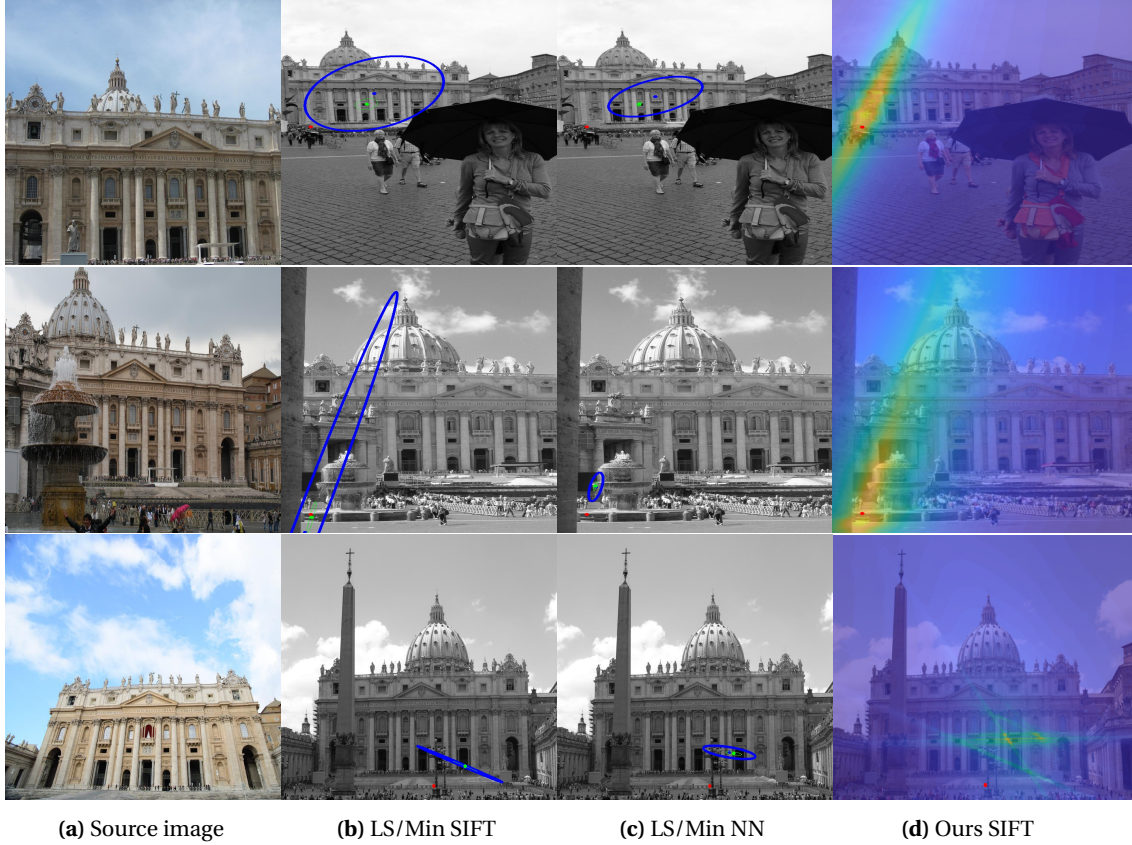 (a) Source image
(b) LS/Min SIFT
(c) LS/Min NN
(d) Ours SIFT